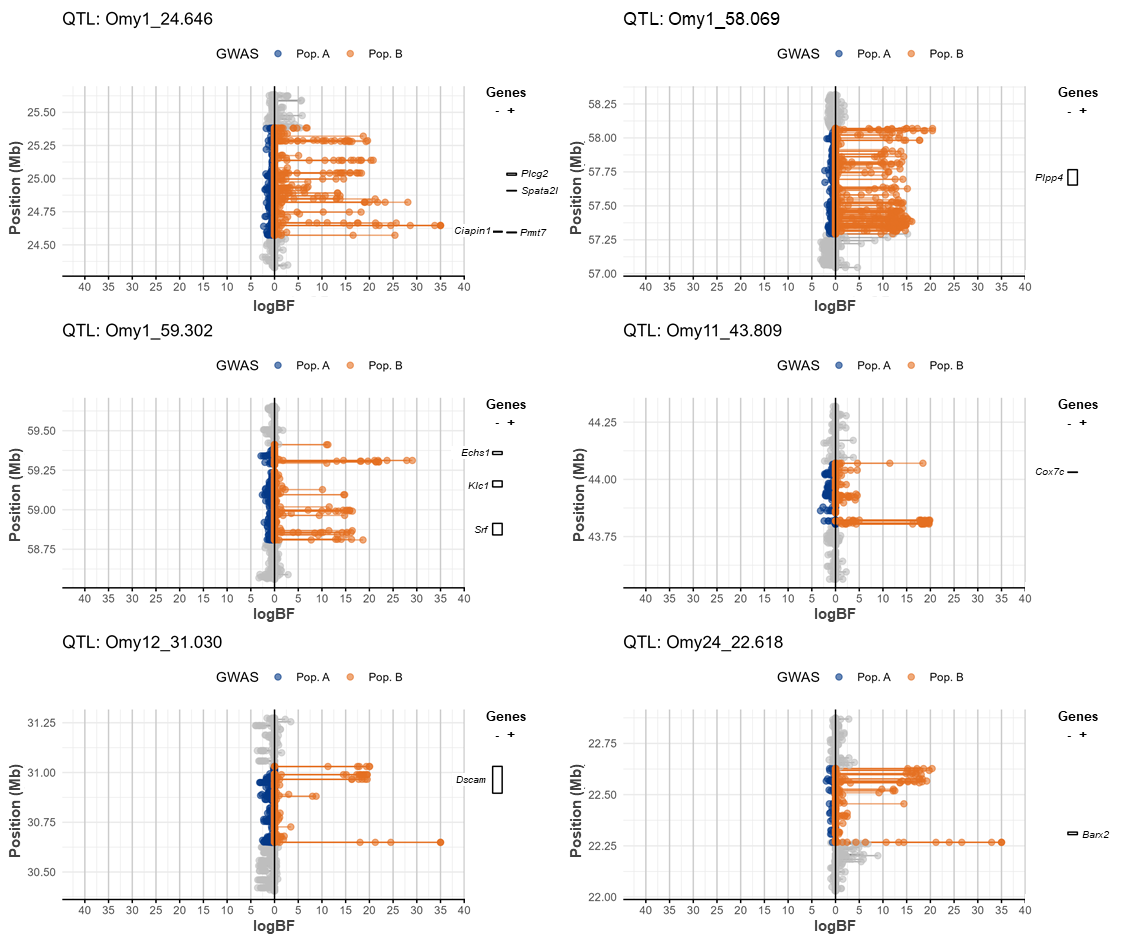 QTL: Omy1_24.646
GWAS Pop. A Pop. B
Genes
- +
Position (Mb)
25.50
25.25
25.00
24.75
24.50
Plcg2
Spata2l
Ciapin1
Prmt7
40 35 30 25 20 15 10 5 0 5 10 15 20 25 30 35 40
logBF
QTL: Omy1_58.069
GWAS Pop. A Pop. B
Genes
- +
Position (Mb)
58.25
58.00
57.75
57.50
57.25
57.00
Plpp4
40 35 30 25 20 15 10 5 0 5 10 15 20 25 30 35 40
logBF
QTL: Omy1_59.302
GWAS Pop. A Pop. B
Genes
- +
Position (Mb)
59.50
59.25
59.00
58.75
Echs1
Klc1
Srf
40 35 30 25 20 15 10 5 0 5 10 15 20 25 30 35 40
logBF
QTL: Omy11_43.809
GWAS Pop. A Pop. B
Genes
- +
Position (Mb)
44.25
44.00
43.75
Cox7c
40 35 30 25 20 15 10 5 0 5 10 15 20 25 30 35 40
logBF
QTL: Omy12_31.030
GWAS Pop. A Pop. B
Genes
- +
Position (Mb)
31.25
31.00
30.75
30.50
Dscam
40 35 30 25 20 15 10 5 0 5 10 15 20 25 30 35 40
logBF
QTL: Omy24_22.618
GWAS Pop. A Pop. B
Genes
- +
Position (Mb)
22.75
22.50
22.25
22.00
Barx2
40 35 30 25 20 15 10 5 0 5 10 15 20 25 30 35 40
logBF